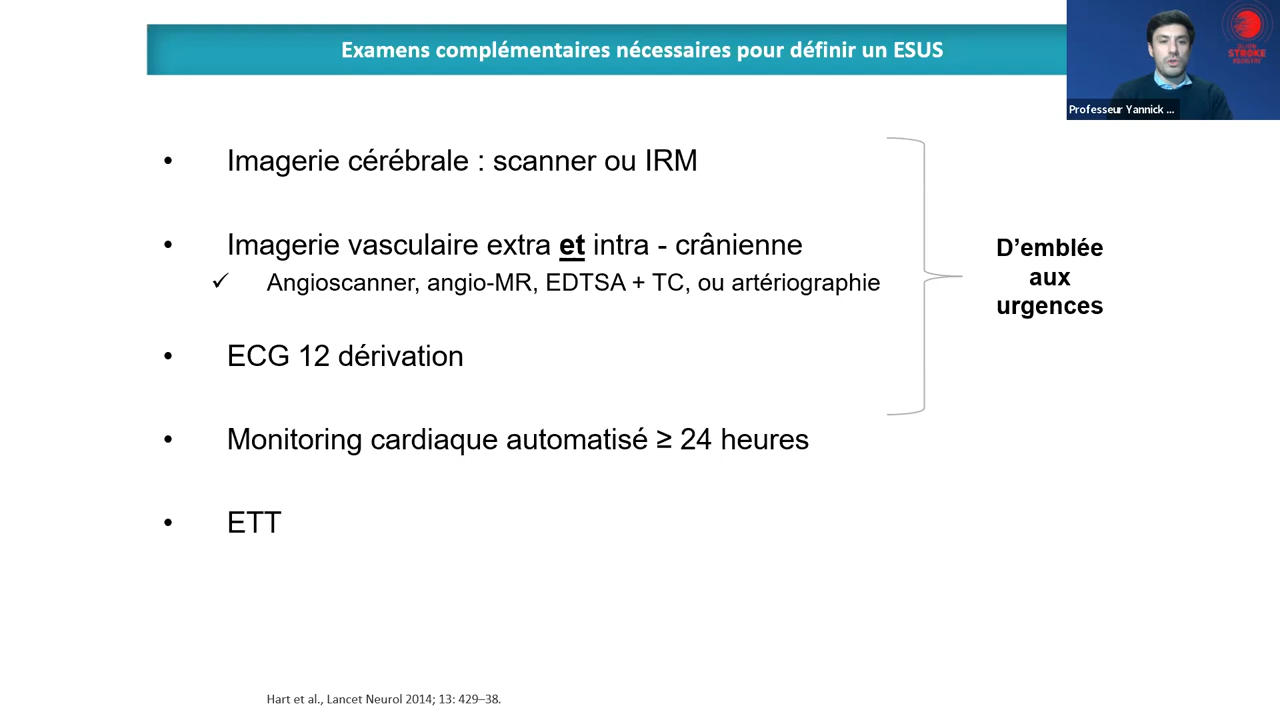 Examens complémentaires nécessaires pour définir un ESUS
STROKE
Professeur Yannick ...
• Imagerie cérébrale : scanner ou IRM
• Imagerie vasculaire extra et intra - crânienne
✓ Angioscanner, angio-MR, EDTSA + TC, ou artériographie
D’emblée
aux
urgences
• ECG 12 dérivation
• Monitoring cardiaque automatisé ≥ 24 heures
• ETT
Hart et al., Lancet Neurol 2014; 13: 429–38.